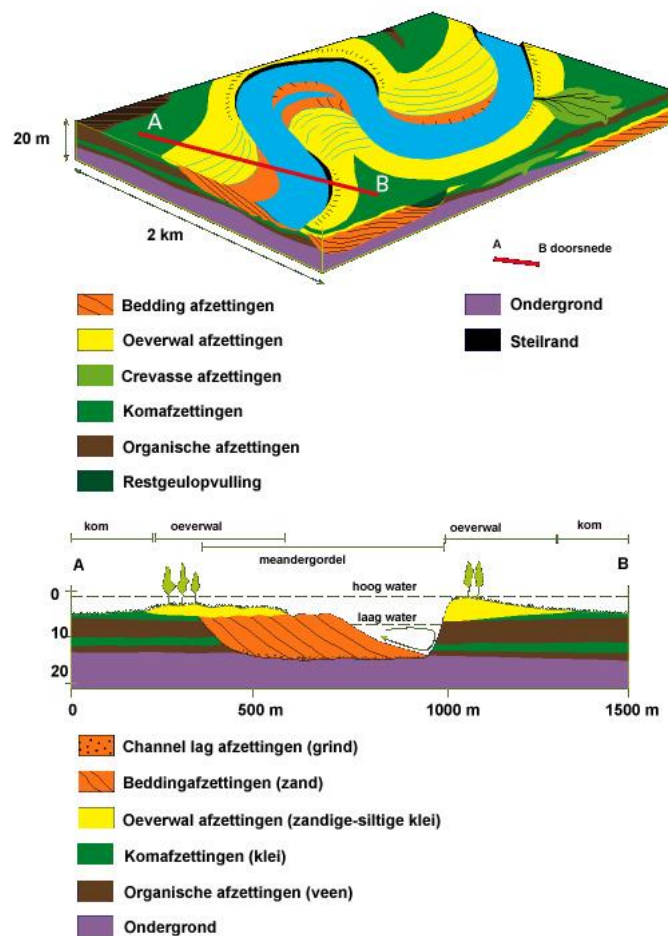 20 m
A
B
2 km
A
B doorsnede
Bedding afzettingen
Oeverwal afzettingen
Crevasse afzettingen
Komafzettingen
Organische afzettingen
Restgeulopvulling
Ondergrond
Steilrand
kom
oeverwal
oeverwal
kom
meandergordel
A
B
hoog water
laag water
0
10
20
0
500 m
1000 m
1500 m
Channel lag afzettingen (grind)
Beddingafzettingen (zand)
Oeverwal afzettingen (zandige-siltige klei)
Komafzettingen (klei)
Organische afzettingen (veen)
Ondergrond